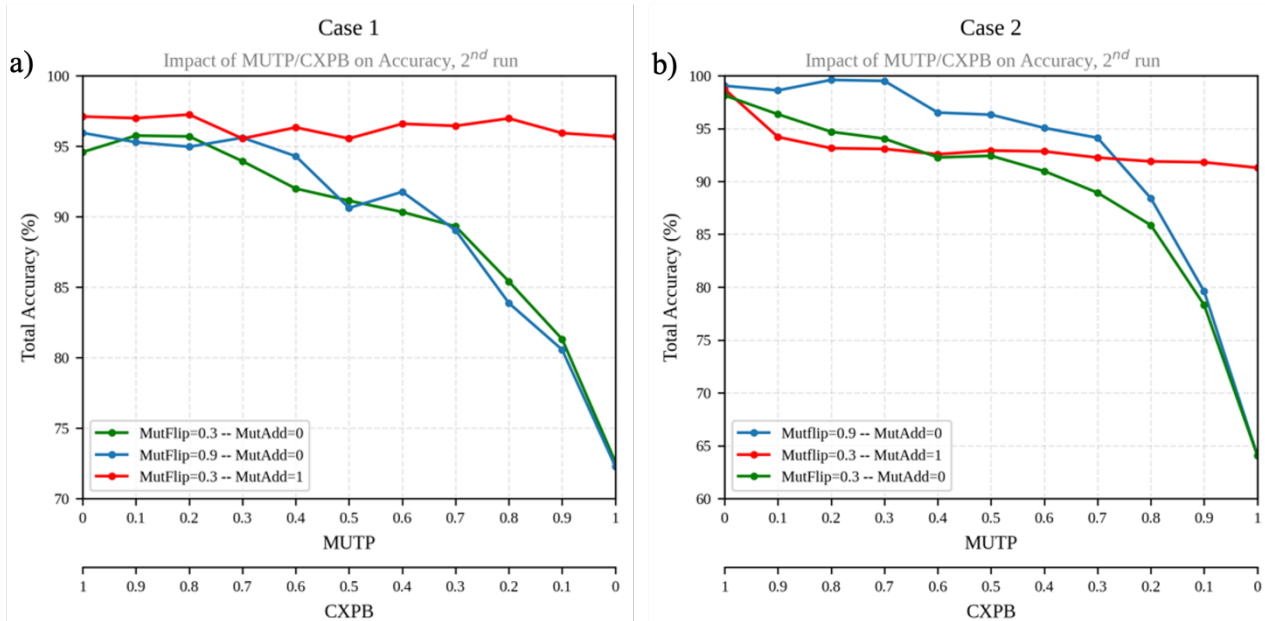 a)
Case 1
Impact of MUTP/CXPB on Accuracy, 2nd run
Total Accuracy (%)
100
95
90
85
80
75
70
MutFlip=0.3 -- MutAdd=0
MutFlip=0.9 -- MutAdd=0
MutFlip=0.3 -- MutAdd=1
0 0.1 0.2 0.3 0.4 0.5 0.6 0.7 0.8 0.9 1
MUTP
1 0.9 0.8 0.7 0.6 0.5 0.4 0.3 0.2 0.1 0
CXPB
b)
Case 2
Impact of MUTP/CXPB on Accuracy, 2nd run
Total Accuracy (%)
100
95
90
85
80
75
70
65
60
Mutflip=0.9 -- MutAdd=0
Mutflip=0.3 -- MutAdd=1
MutFlip=0.3 -- MutAdd=0
0 0.1 0.2 0.3 0.4 0.5 0.6 0.7 0.8 0.9 1
MUTP
1 0.9 0.8 0.7 0.6 0.5 0.4 0.3 0.2 0.1 0
CXPB